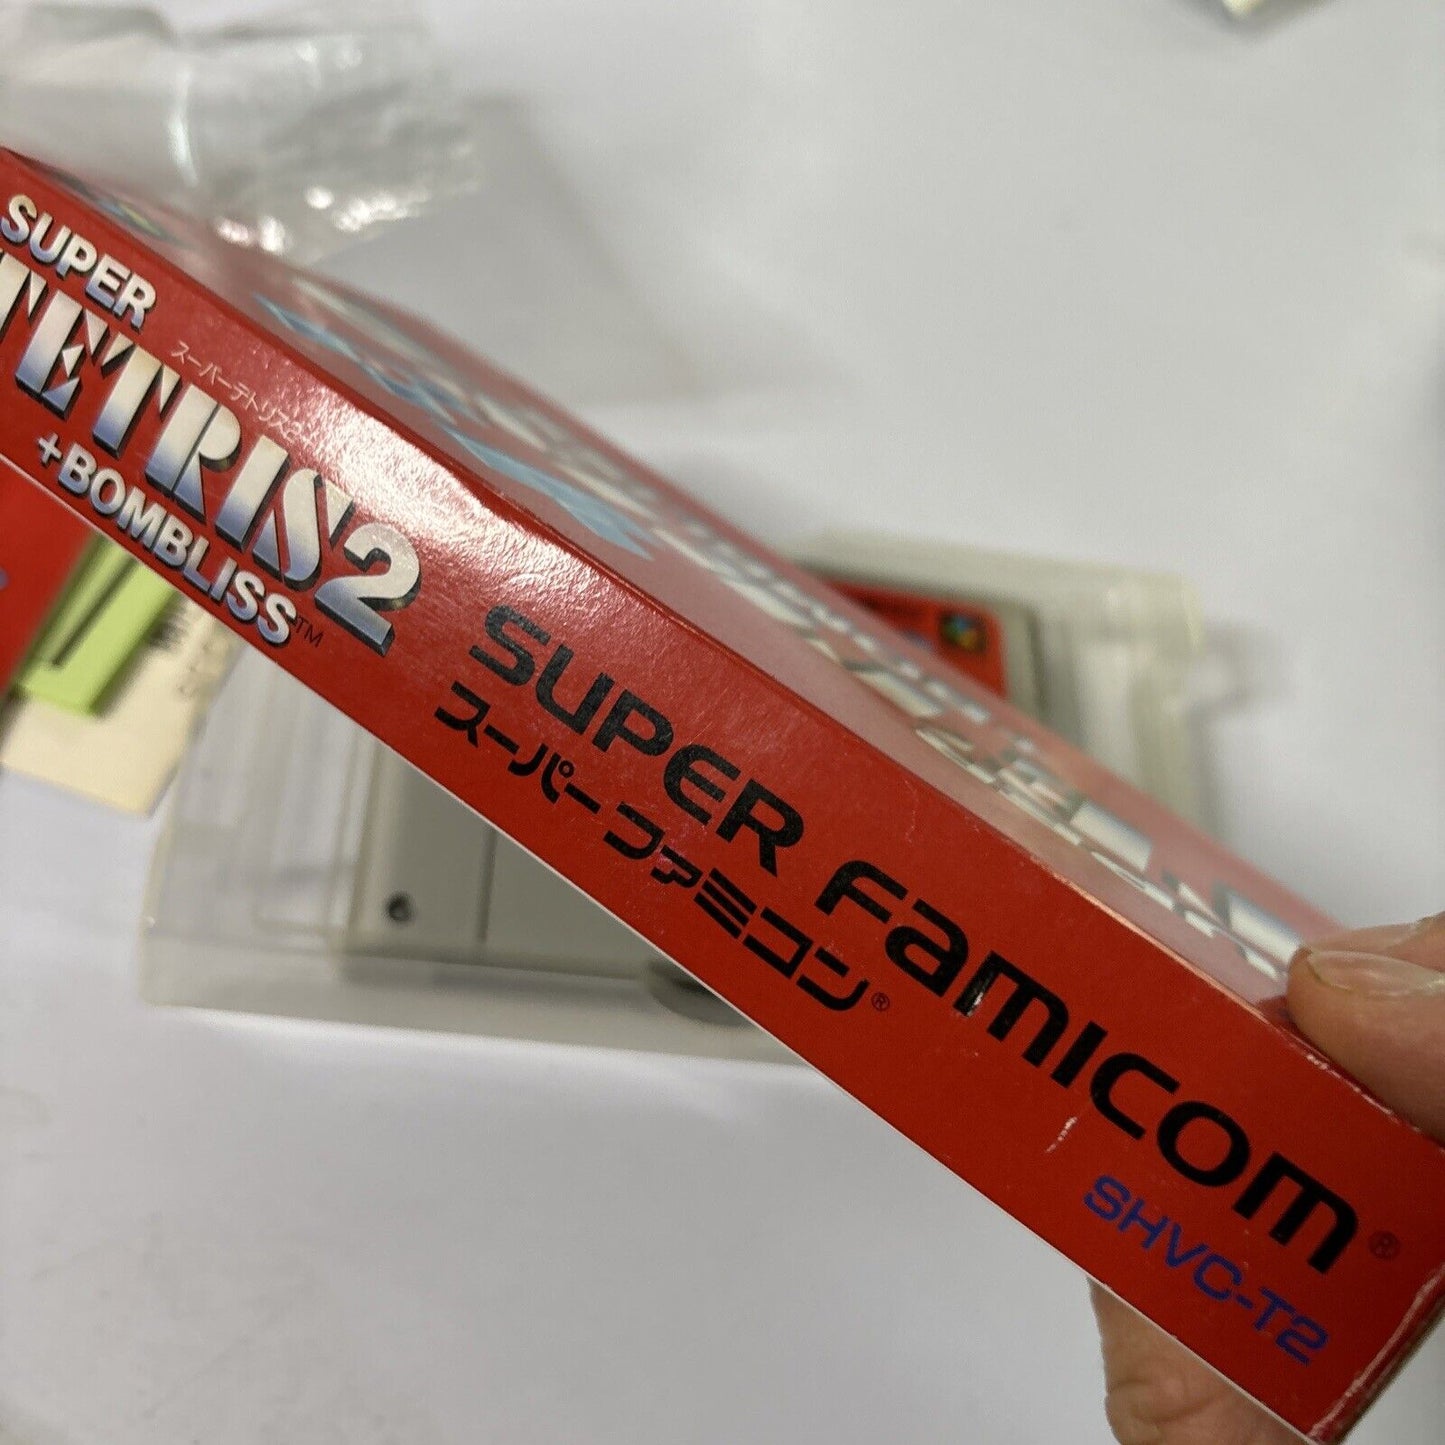 SUPER
TETRIS2
スーパーテトリス2+
+BOMBLISS™
SUPER FAMICOM®
スーパーファミコン®
SHVC-T2